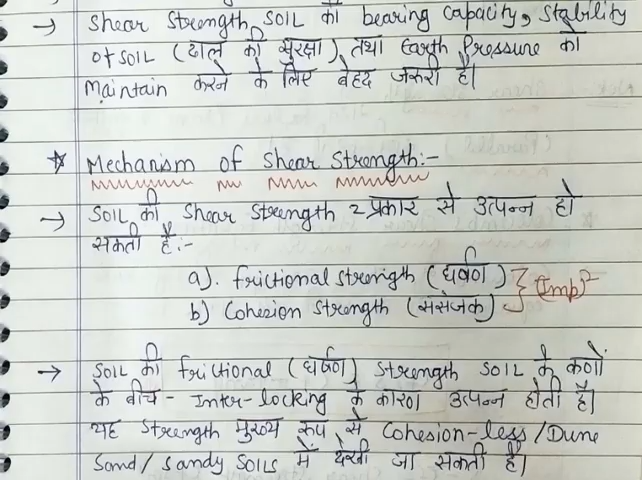 → Shear Strength, SOIL की bearing capacity, Stability
of SOIL (ढाल की सुरक्षा), तथा Earth Pressure को
Maintain करने के लिए बेहद जरूरी है।
* Mechanism of Shear Strength:-
→ SOIL की Shear Strength 2 प्रकार से उत्पन्न हो
सकती है:-
a). frictional strength (घर्षण)
b) Cohesion Strength (संसंजक) } (Imp)²
→ SOIL की frictional (घर्षण) Strength SOIL के कणों
के बीच - Inter-locking के कारण उत्पन्न होती है।
यह Strength मुख्य रूप से Cohesion-less/Dune
Sand/Sandy SOILS में देखी जा सकती है।